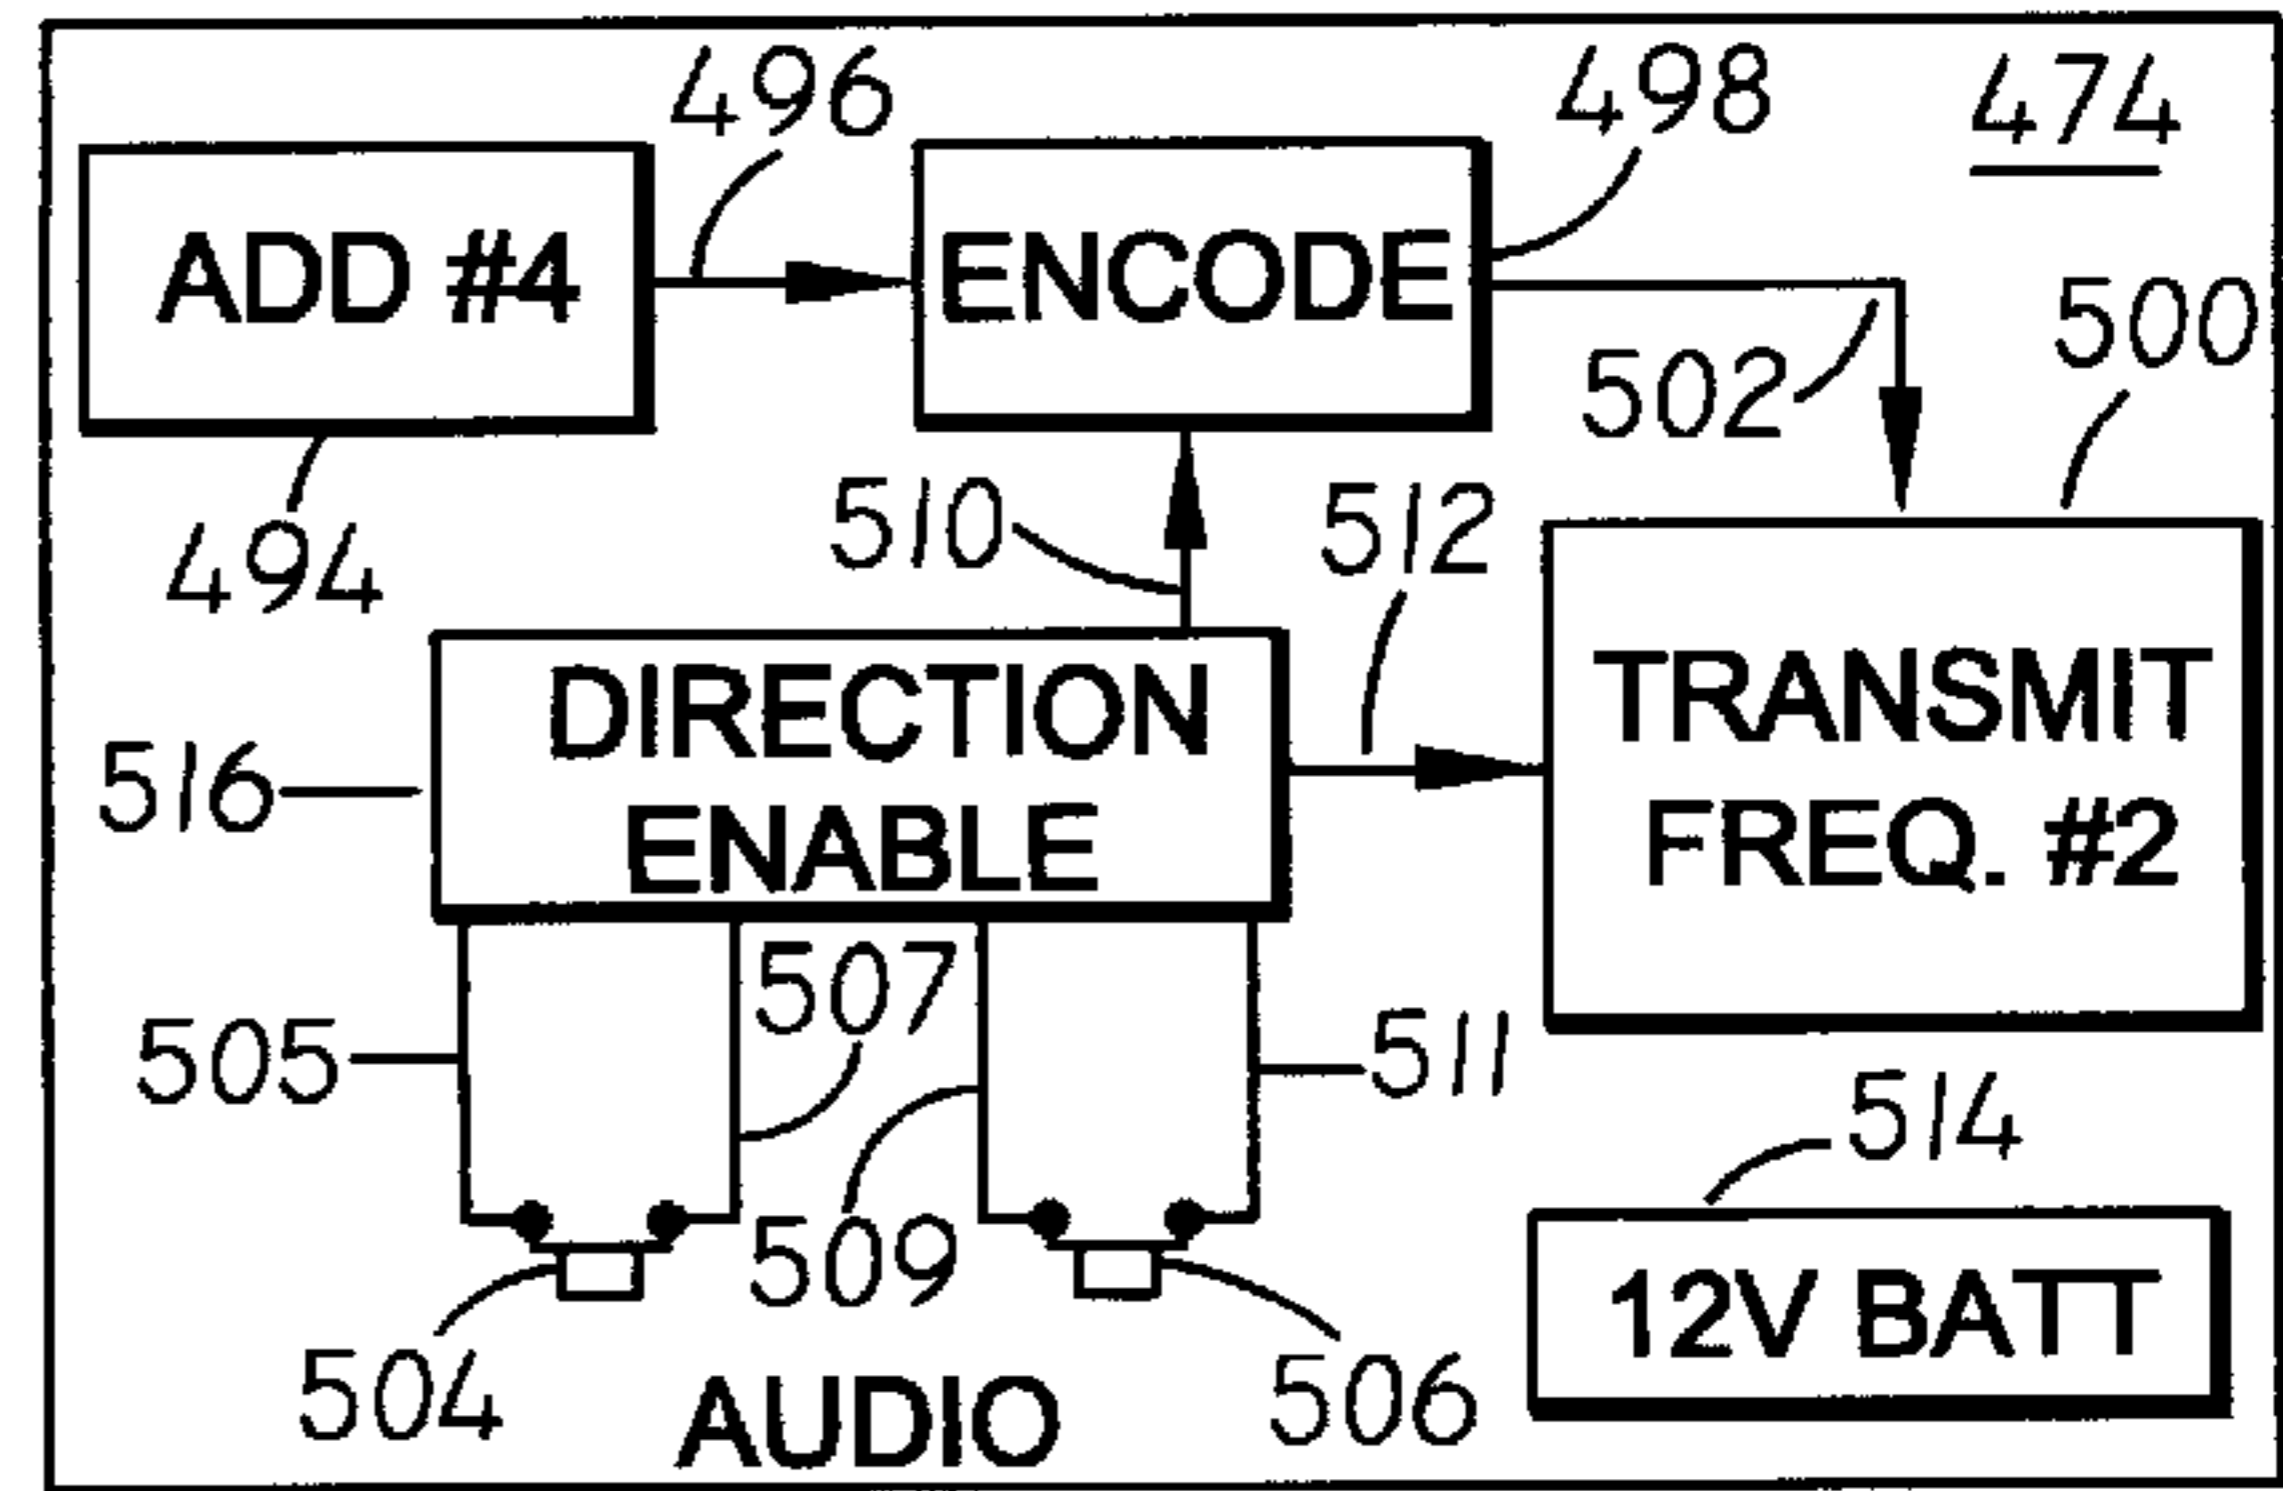 496
498
474
ADD #4
ENCODE
500
502
494
510
512
DIRECTION
ENABLE
TRANSMIT
FREQ. #2
516
507
505
511
514
509
12V BATT
504
506
AUDIO